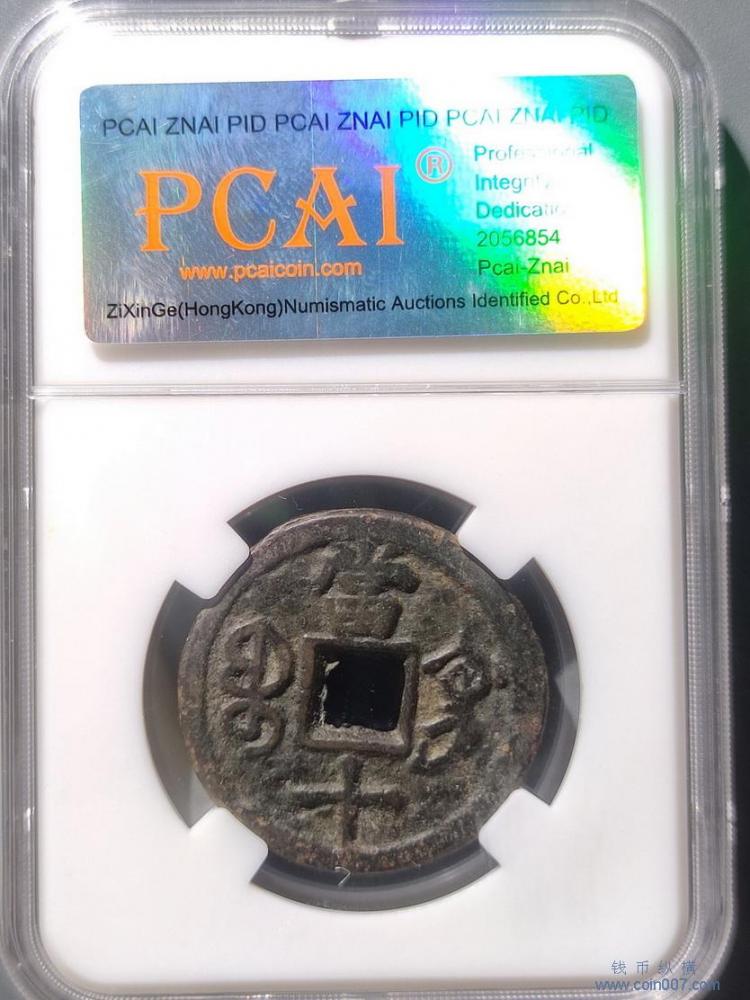 PCAI ZNAI PID PCAI ZNAI PID PCAI ZNAI PID
PCAI®
Professional
Integrity
Dedication
2056854
Pcai-Znai
www.pcaicoin.com
ZiXinGe(HongKong)Numismatic Auctions Identified Co.,Ltd
當
十
钱币纵横
www.coin007.com